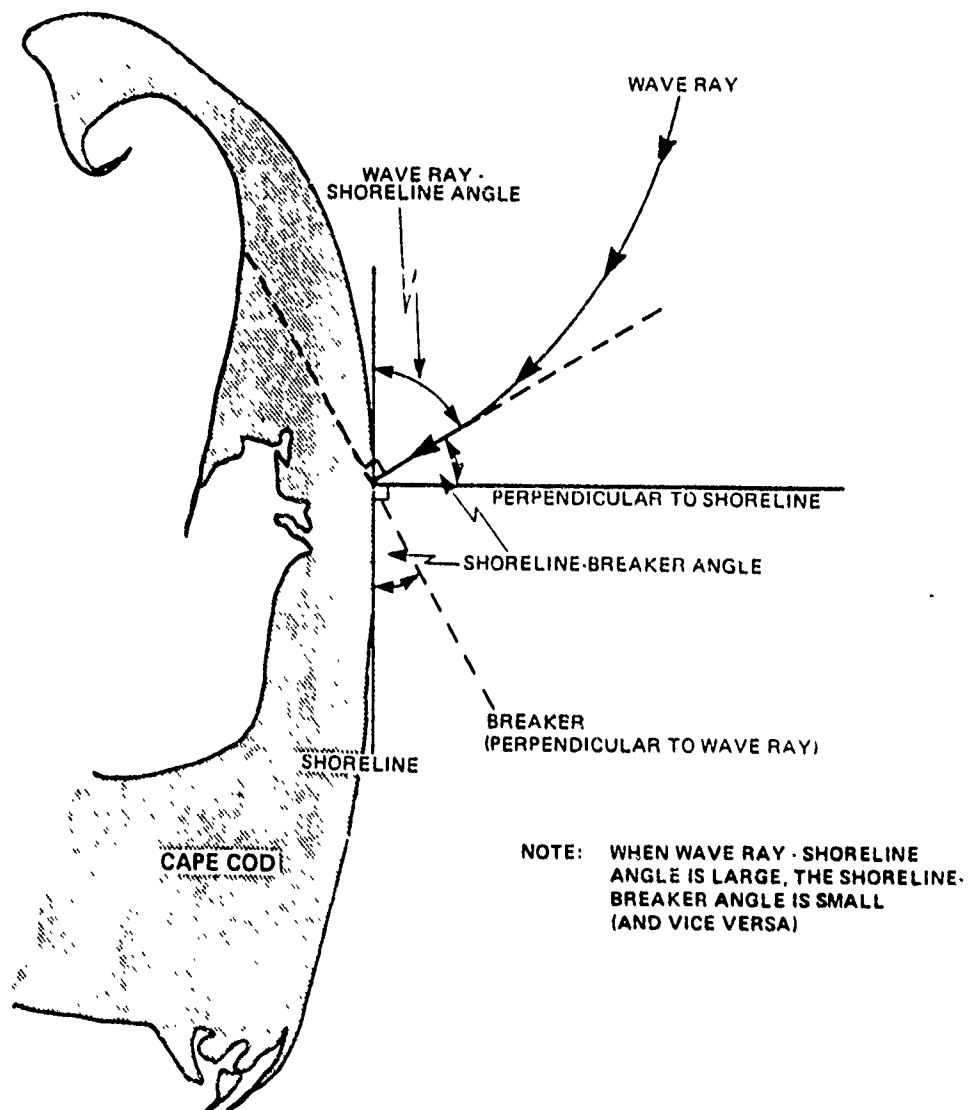 WAVE RAY
WAVE RAY -
SHORELINE ANGLE
PERPENDICULAR TO SHORELINE
SHORELINE-BREAKER ANGLE
BREAKER
(PERPENDICULAR TO WAVE RAY)
SHORELINE
CAPE COD
NOTE: WHEN WAVE RAY - SHORELINE
ANGLE IS LARGE, THE SHORELINE-
BREAKER ANGLE IS SMALL
(AND VICE VERSA)